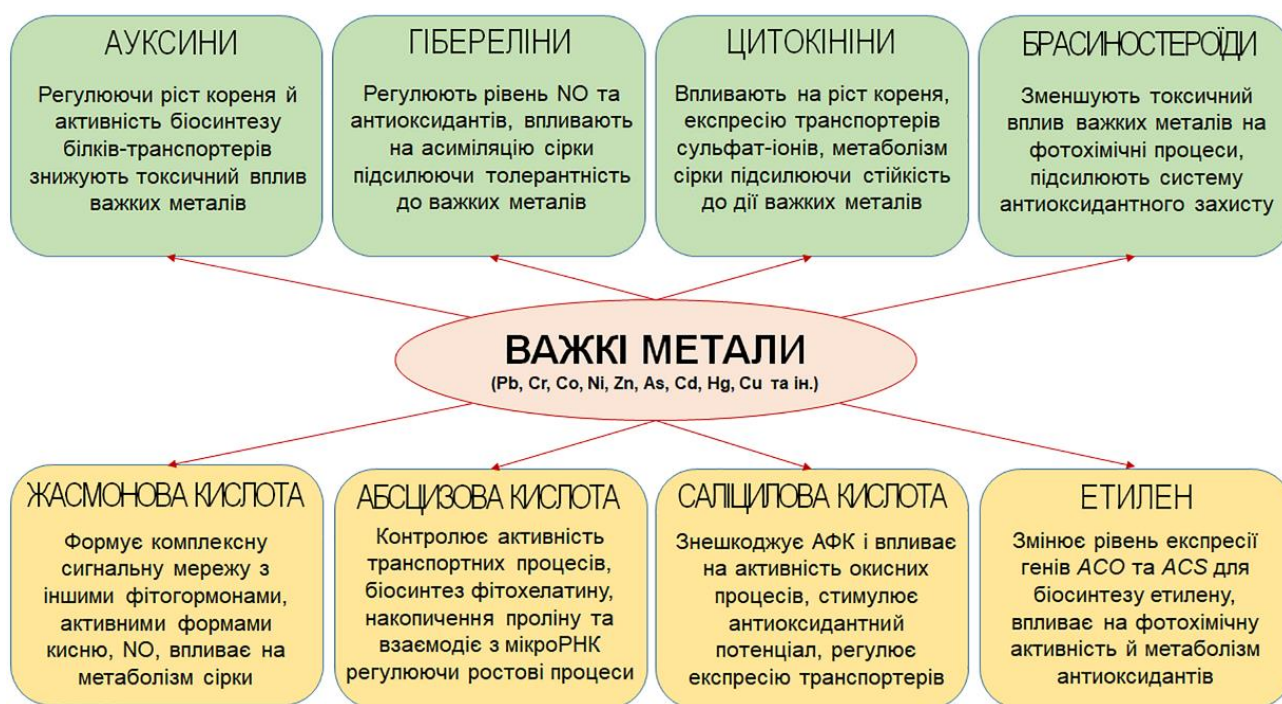 АУКСИНИ
Регулюючи ріст кореня й
активність біосинтезу
білків-транспортерів
знижують токсичний вплив
важких металів
ГІБЕРЕЛІНИ
Регулюють рівень NO та
антиоксидантів, впливають
на асиміляцію сірки
підсилюючи толерантність
до важких металів
ЦИТОКІНІНИ
Впливають на ріст кореня,
експресію транспортерів
сульфат-іонів, метаболізм
сірки підсилюючи стійкість
до дії важких металів
БРАСИНОСТЕРОЇДИ
Зменшують токсичний
вплив важких металів на
фотохімічні процеси,
підсилюють систему
антиоксидантного захисту
ВАЖКІ МЕТАЛИ
(Pb, Cr, Co, Ni, Zn, As, Cd, Hg, Cu та ін.)
ЖАСМОНОВА КИСЛОТА
Формує комплексну
сигнальну мережу з
іншими фітогормонами,
активними формами
кисню, NO, впливає на
метаболізм сірки
АБСЦИЗОВА КИСЛОТА
Контролює активність
транспортних процесів,
біосинтез фітохелатину,
накопичення проліну та
взаємодіє з мікроРНК
регулюючи ростові процеси
САЛІЦИЛОВА КИСЛОТА
Знешкоджує АФК і впливає
на активність окисних
процесів, стимулює
антиоксидантний
потенціал, регулює
експресію транспортерів
ЕТИЛЕН
Змінює рівень експресії
генів ACO та ACS для
біосинтезу етилену,
впливає на фотохімічну
активність й метаболізм
антиоксидантів